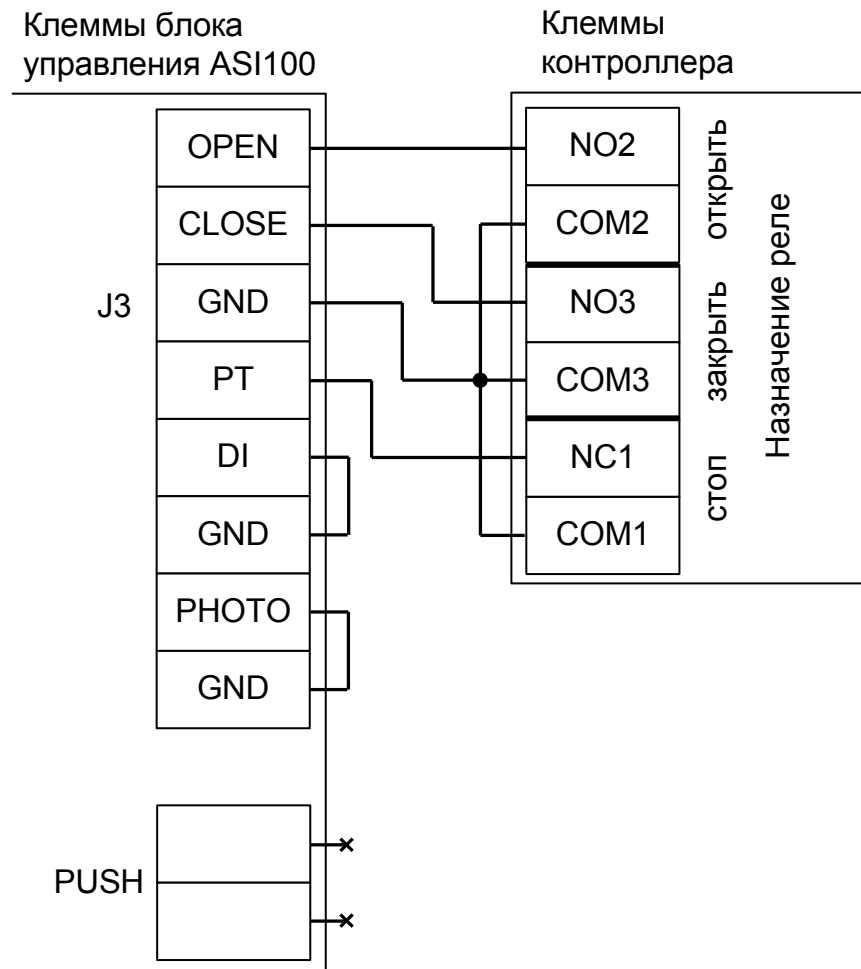 Клеммы блока
управления ASI100
Клеммы
контроллера
J3
OPEN
CLOSE
GND
PT
DI
GND
PHOTO
GND
PUSH
NO2
COM2
NO3
COM3
NC1
COM1
открыть
закрыть
стоп
Назначение реле